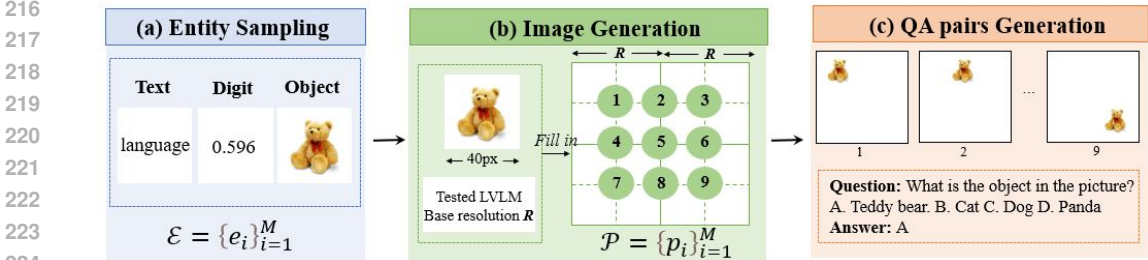 216
217
218
219
220
221
222
223
224
(a) Entity Sampling
Text Digit Object
language 0.596
ℰ = {e_i}_{i=1}^{M}
(b) Image Generation
40px
Tested LVLM
Base resolution R
Fill in
R R
1 2 3
4 5 6
7 8 9
𝒫 = {p_i}_{i=1}^{M}
(c) QA pairs Generation
...
1 2 9
Question: What is the object in the picture?
A. Teddy bear. B. Cat C. Dog D. Panda
Answer: A